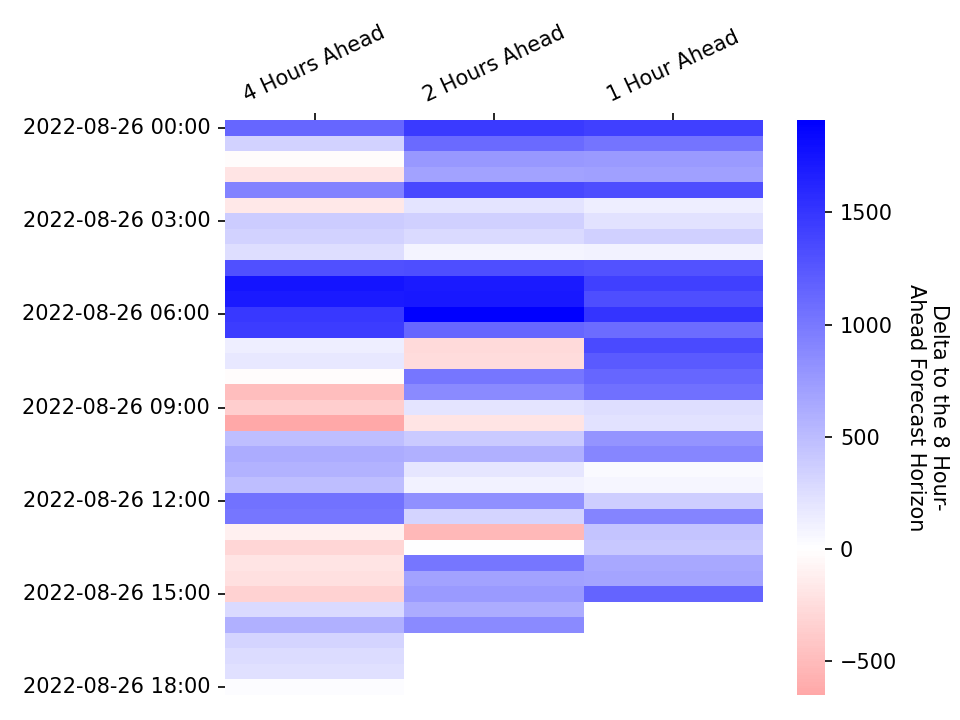 4 Hours Ahead
2 Hours Ahead
1 Hour Ahead
2022-08-26 00:00
2022-08-26 03:00
2022-08-26 06:00
2022-08-26 09:00
2022-08-26 12:00
2022-08-26 15:00
2022-08-26 18:00
1500
1000
500
0
−500
Delta to the 8 Hour-
Ahead Forecast Horizon